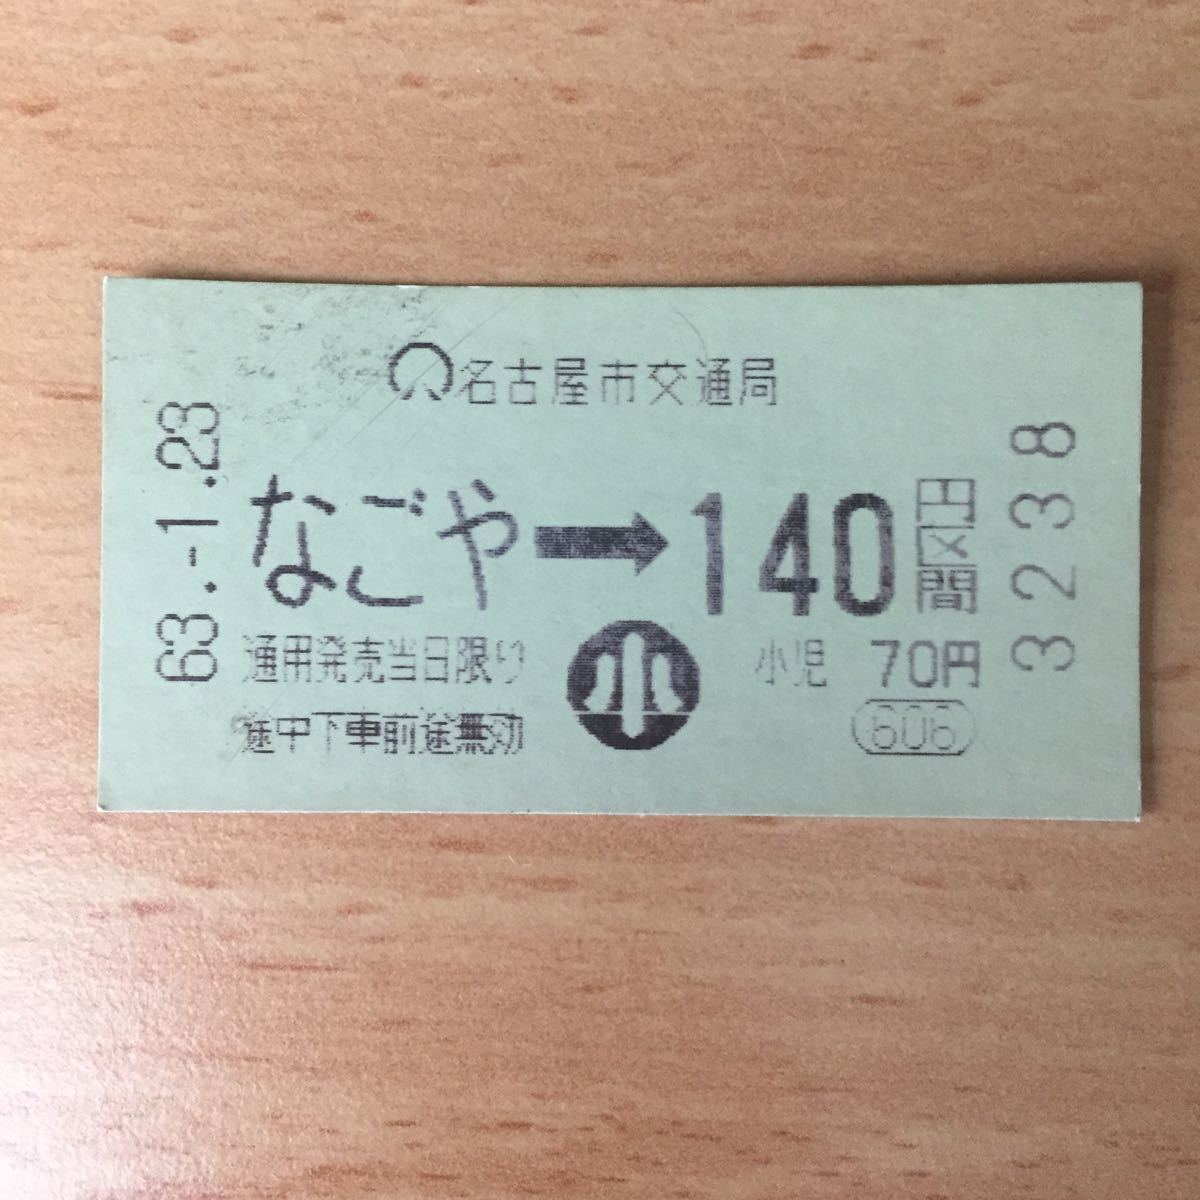 名古屋市交通局
63.-1.23
なごや→140円区間
3238
通用発売当日限り
小
小児 70円
途中下車前途無効
606